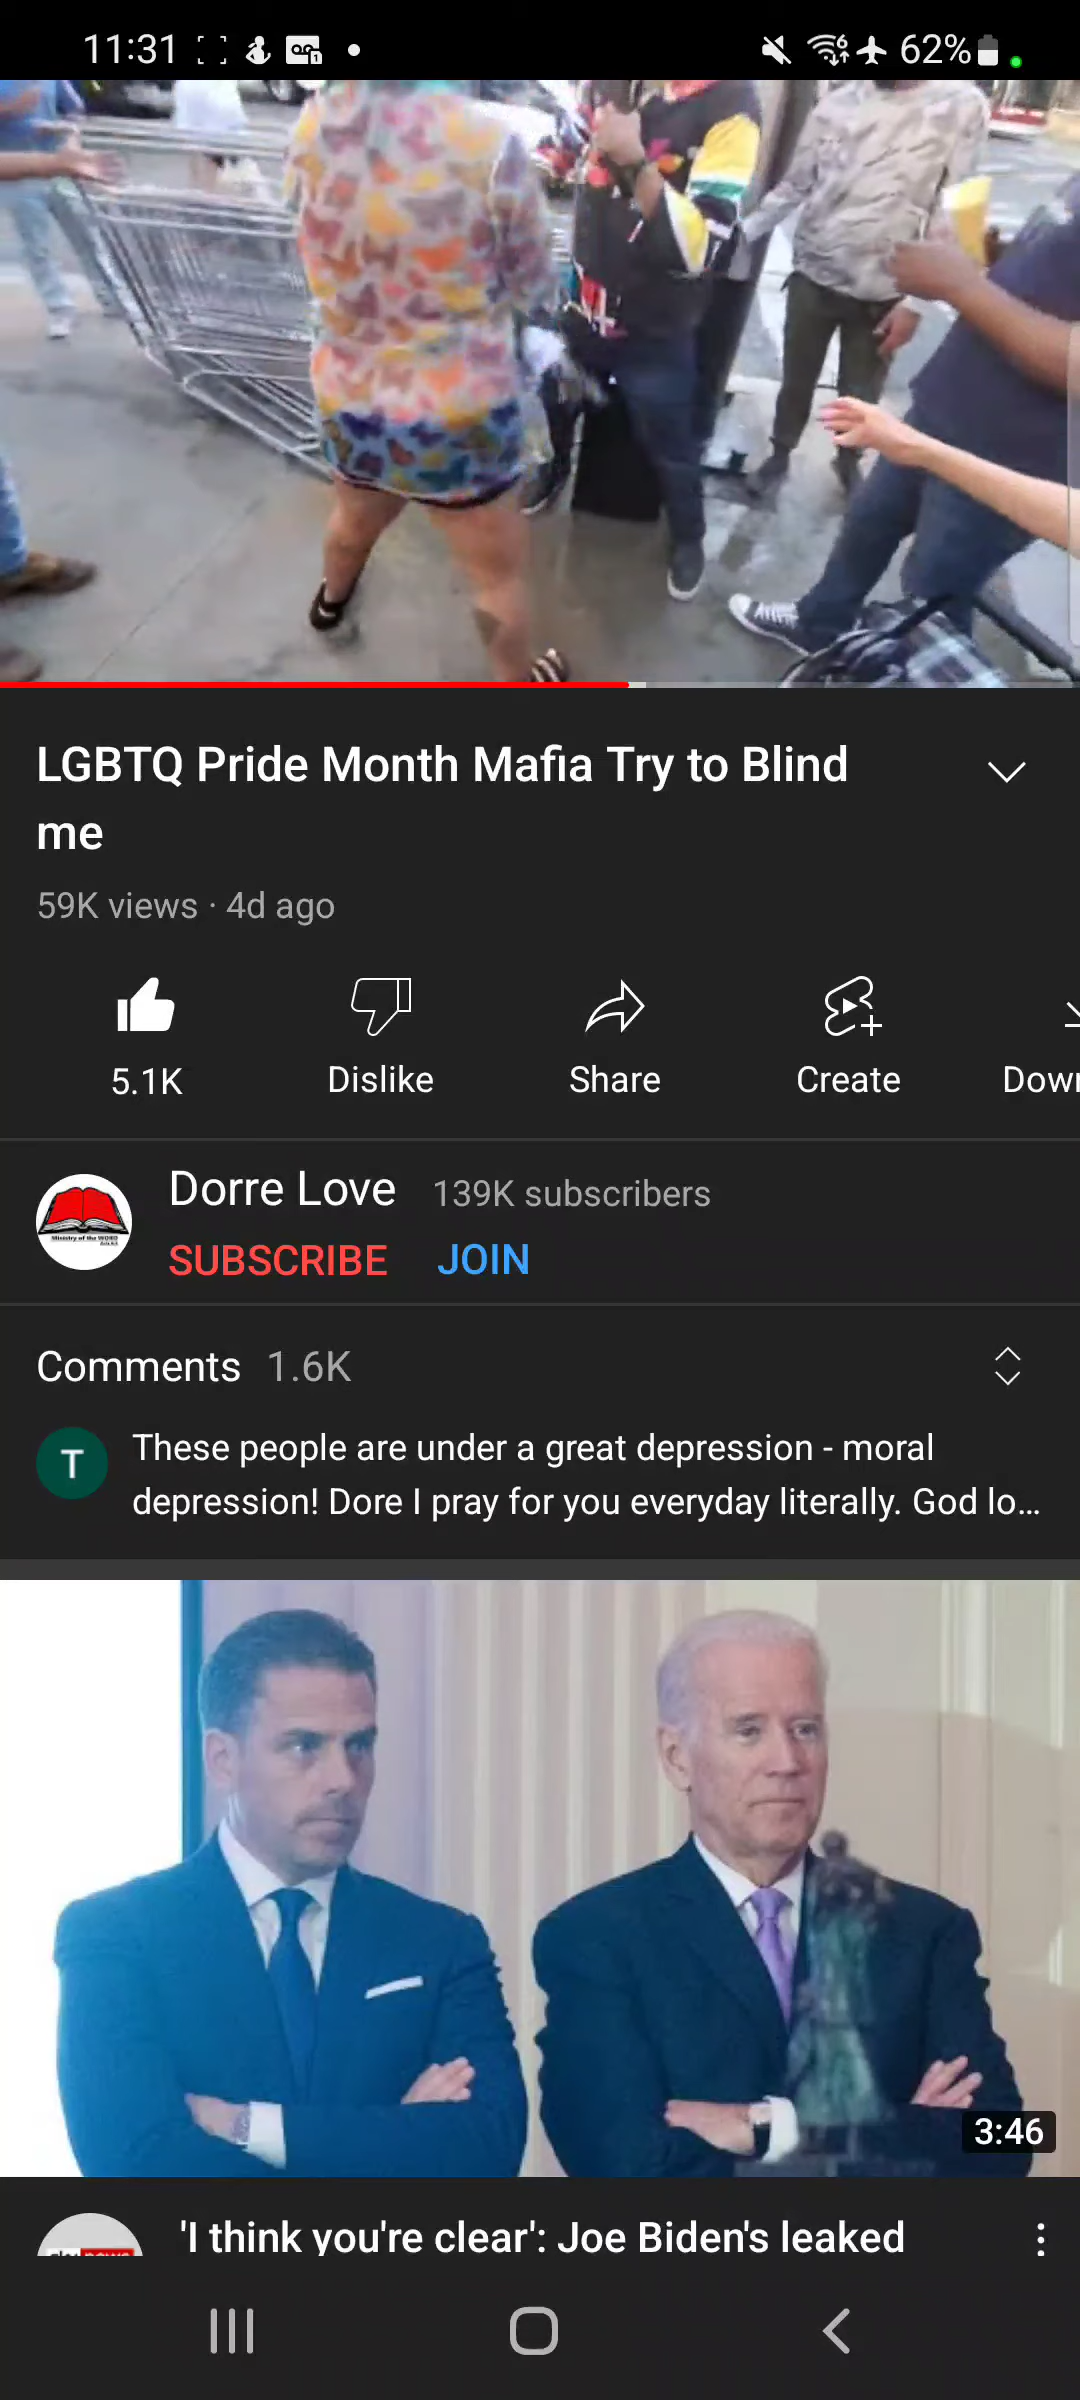 11:31
62%
LGBTQ Pride Month Mafia Try to Blind
me
59K views · 4d ago
5.1K
Dislike
Share
Create
Down
Dorre Love 139K subscribers
SUBSCRIBE JOIN
Comments 1.6K
T
These people are under a great depression - moral
depression! Dore I pray for you everyday literally. God lo...
3:46
'I think you're clear': Joe Biden's leaked